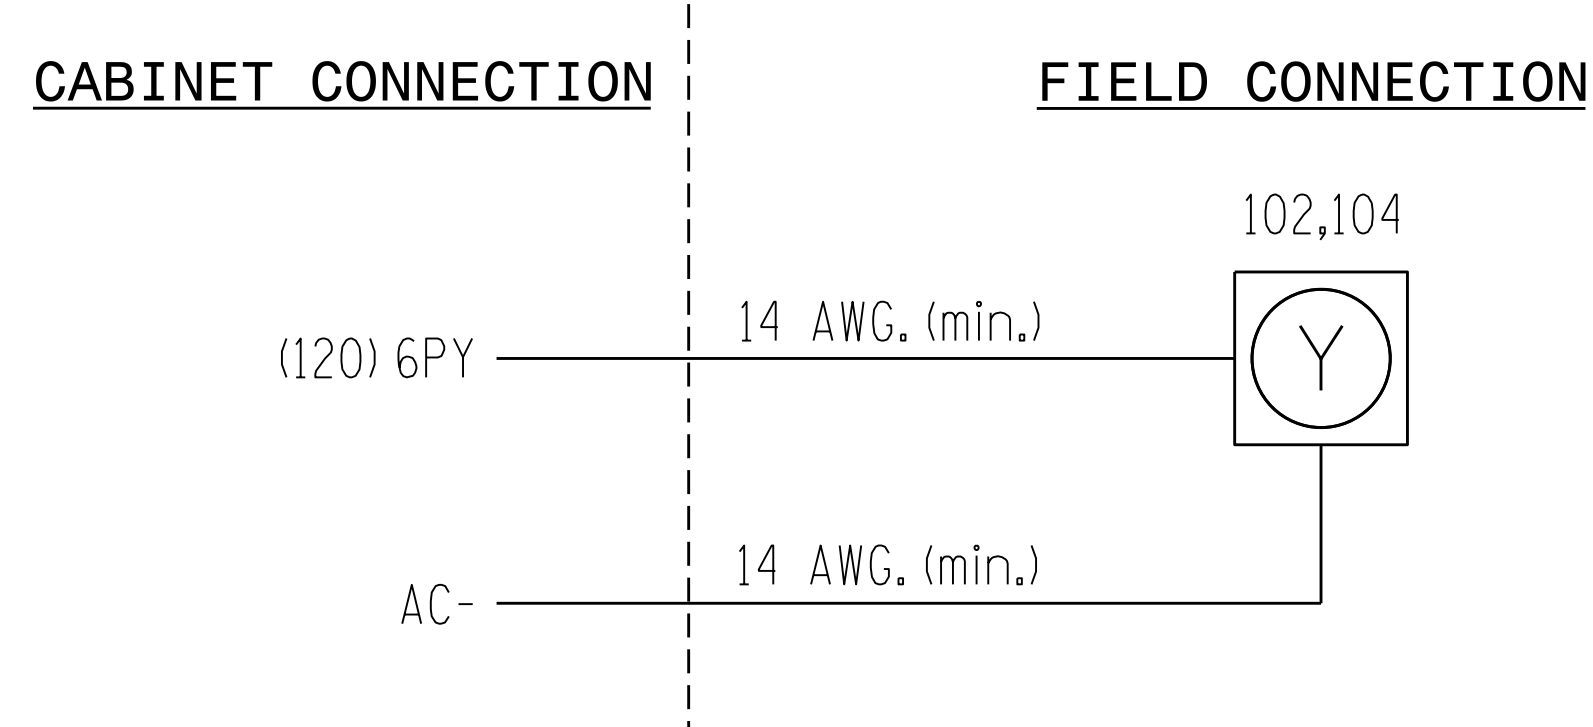 CABINET CONNECTION
FIELD CONNECTION
102,104
14 AWG. (min.)
(120) 6PY
Y
14 AWG. (min.)
AC-